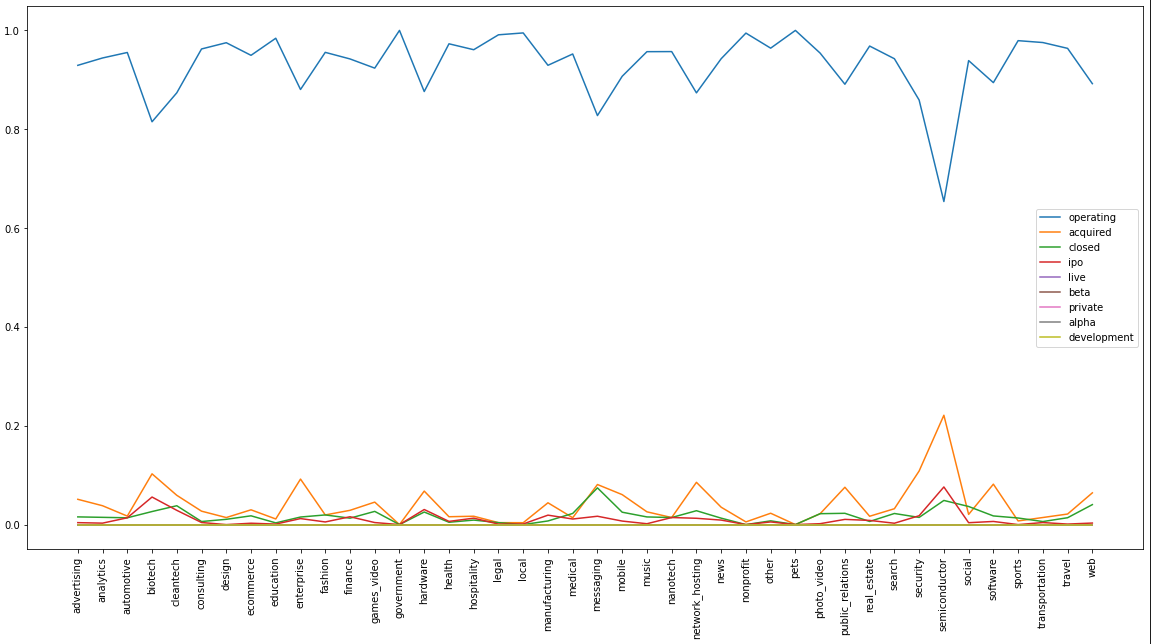 1.0
0.8
0.6
0.4
0.2
0.0
operating
acquired
closed
ipo
live
beta
private
alpha
development
advertising
analytics
automotive
biotech
cleantech
consulting
design
ecommerce
education
enterprise
fashion
finance
games_video
government
hardware
health
hospitality
legal
local
manufacturing
medical
messaging
mobile
music
nanotech
network_hosting
news
nonprofit
other
pets
photo_video
public_relations
real_estate
search
security
semiconductor
social
software
sports
transportation
travel
web